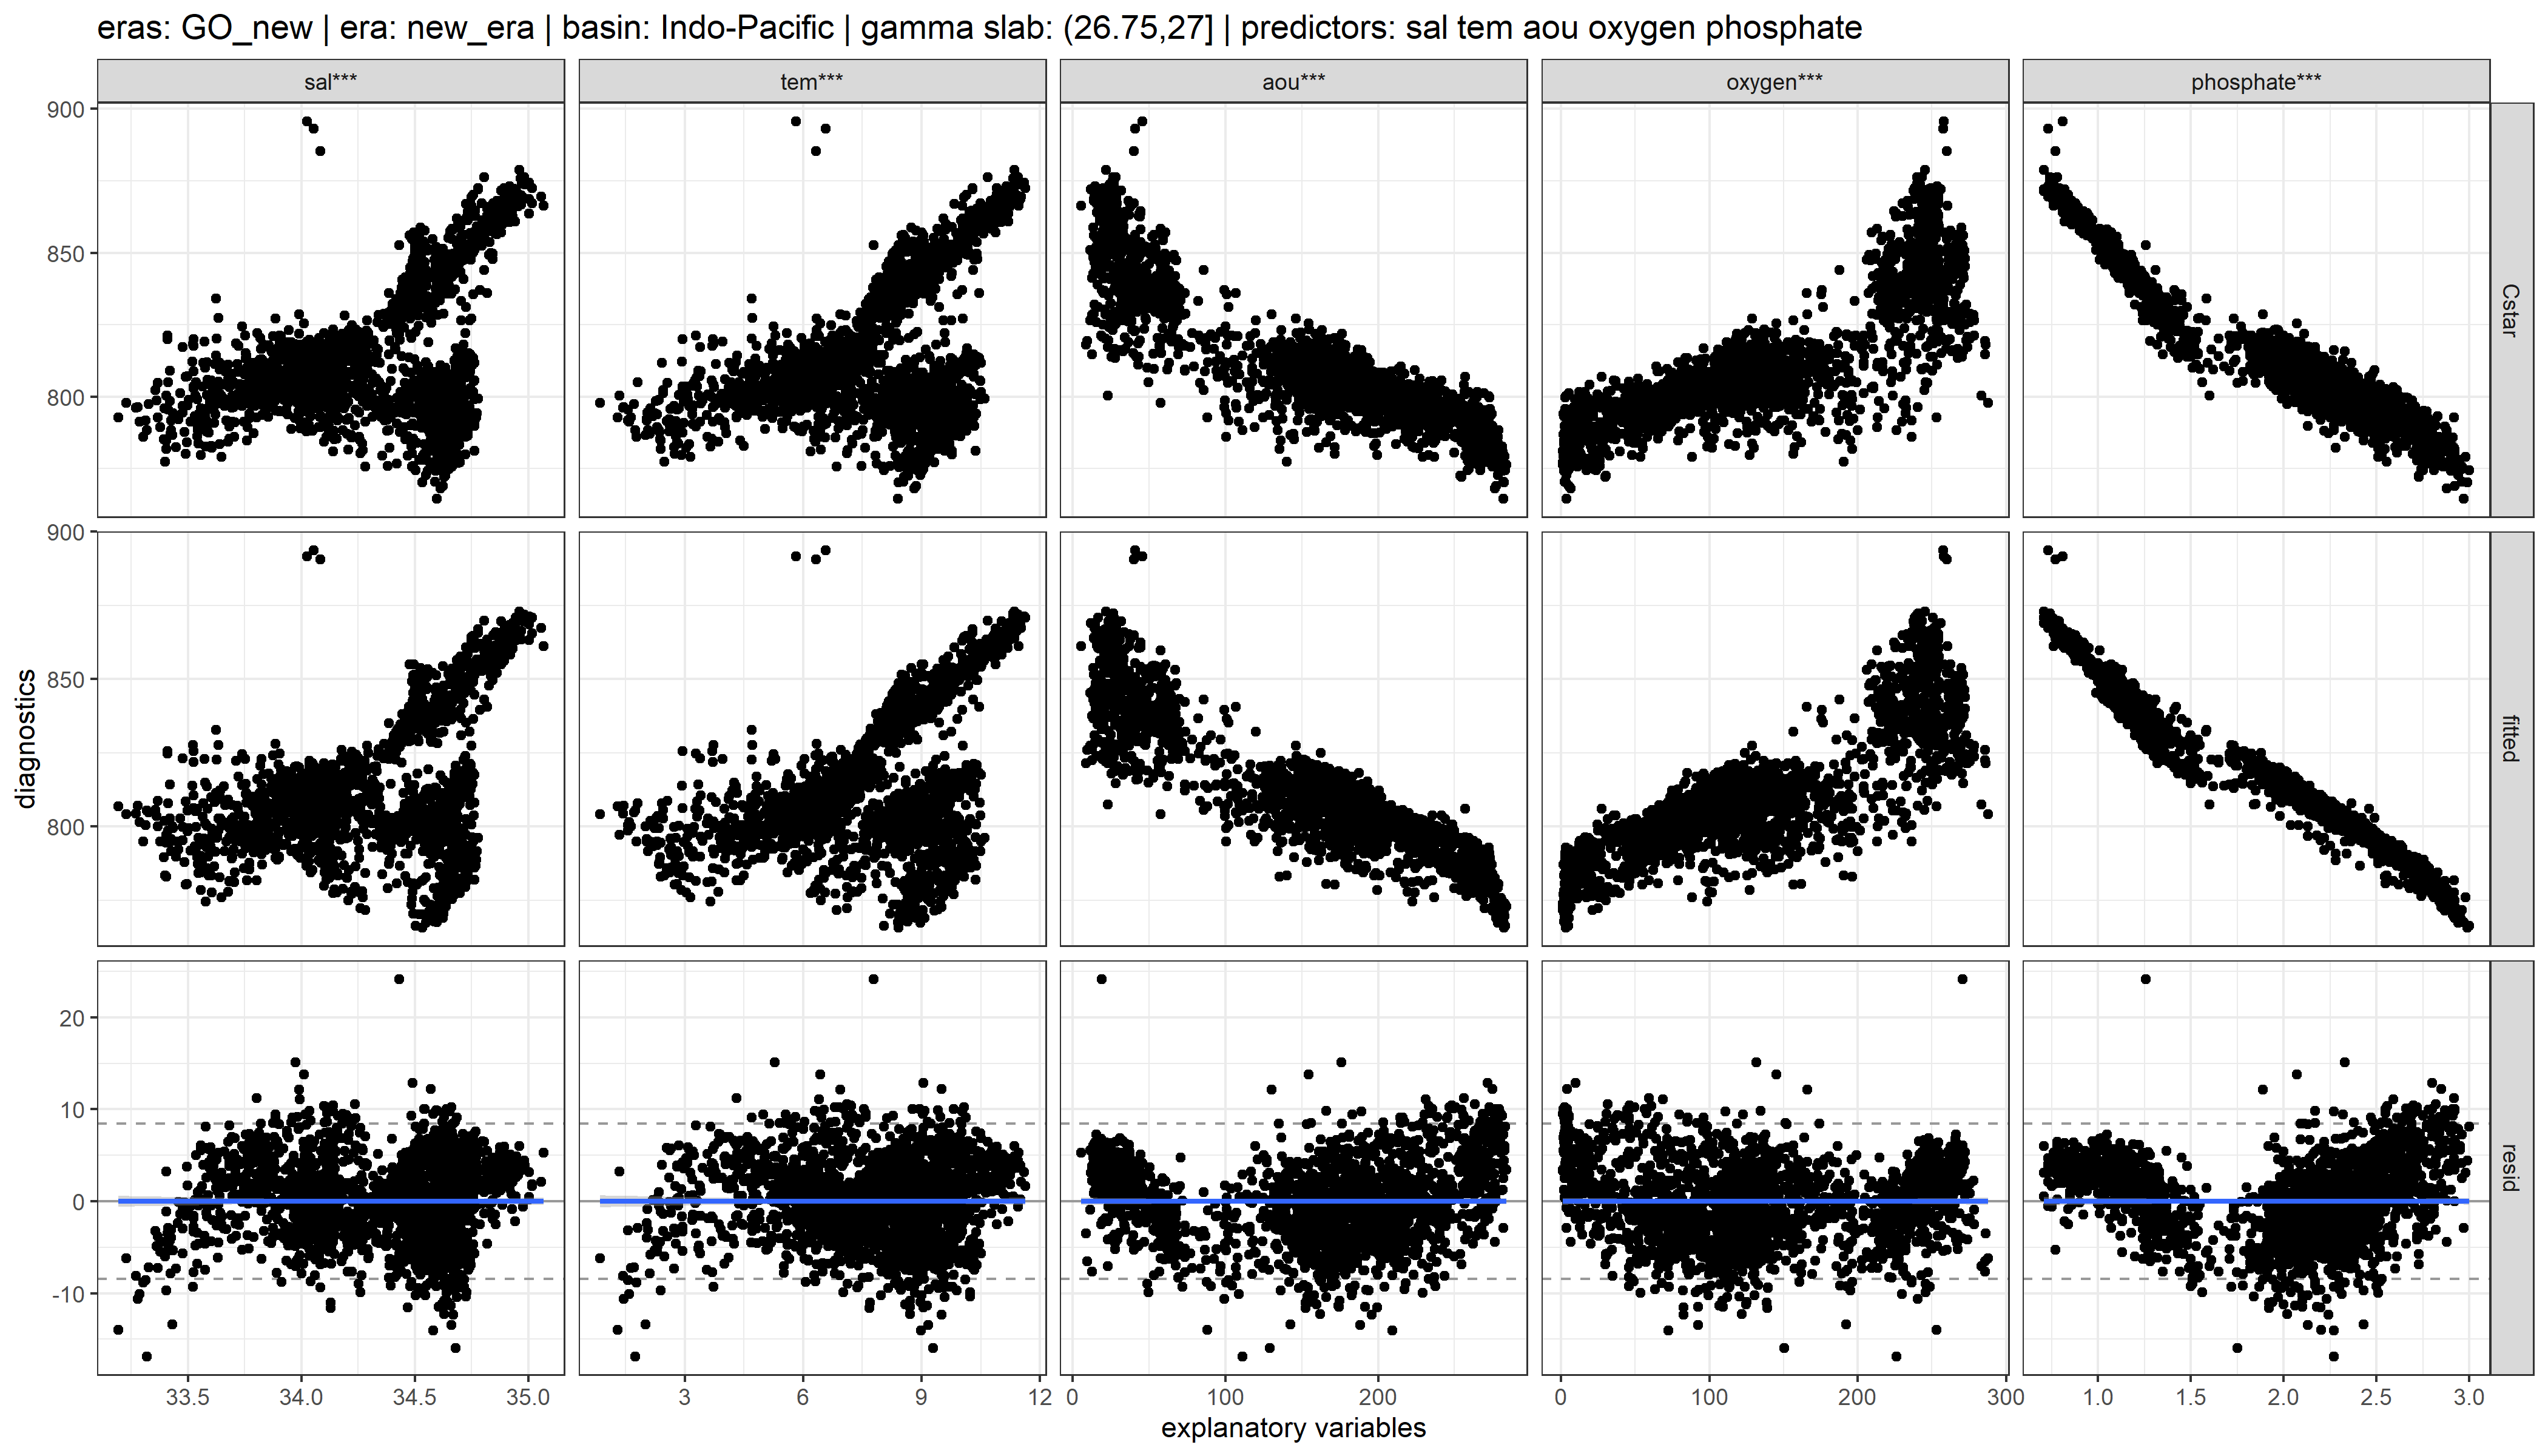 eras: GO_new | era: new_era | basin: Indo-Pacific | gamma slab: (26.75,27] | predictors: sal tem aou oxygen phosphate
sal*** tem*** aou*** oxygen*** phosphate***
900
850
800
Cstar
900
850
800
fitted
diagnostics
20
10
0
-10
resid
33.5 34.0 34.5 35.0 3 6 9 12 0 100 200 0 100 200 300 1.0 1.5 2.0 2.5 3.0
explanatory variables